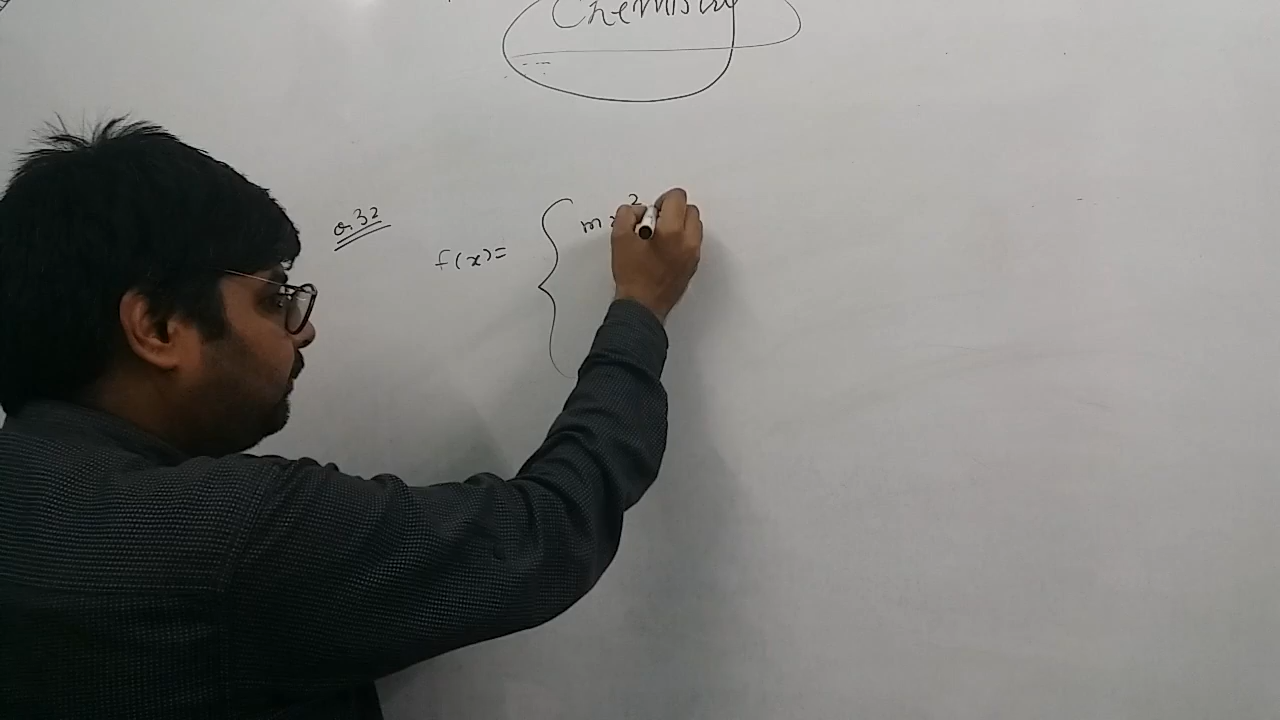 Chemistry
Q.32
f(x)= { mx²